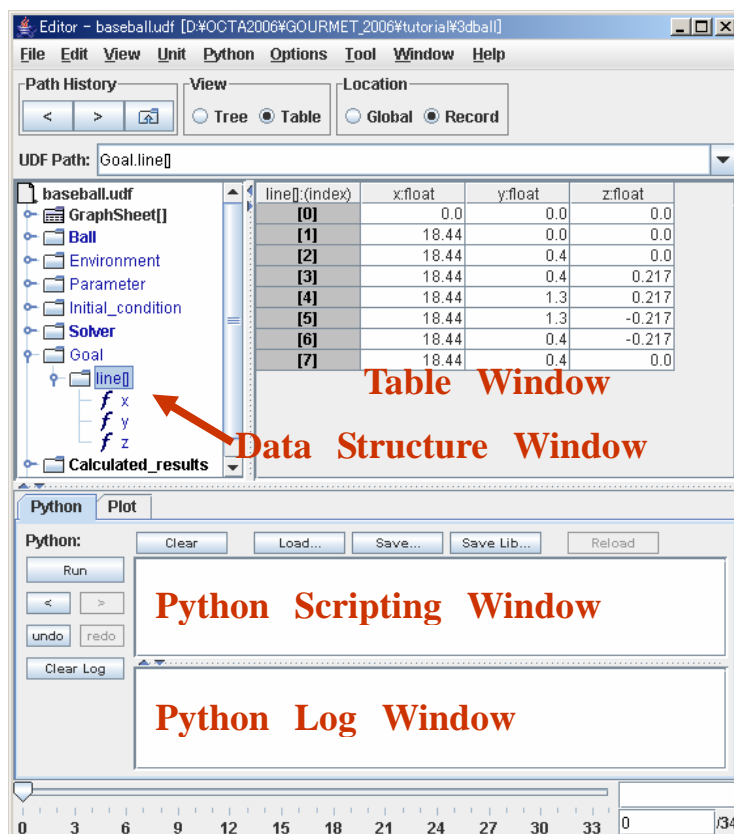 Editor - baseball.udf [D:¥OCTA2006¥GOURMET_2006¥tutorial¥3dball]
File Edit View Unit Python Options Tool Window Help
Path History View Location
< > Tree Table Global Record
UDF Path: Goal.line[]
baseball.udf
GraphSheet[]
Ball
Environment
Parameter
Initial_condition
Solver
Goal
line[]
f x
f y
f z
Calculated_results
line[]:(index) x:float y:float z:float
[0] 0.0 0.0 0.0
[1] 18.44 0.0 0.0
[2] 18.44 0.4 0.0
[3] 18.44 0.4 0.217
[4] 18.44 1.3 0.217
[5] 18.44 1.3 -0.217
[6] 18.44 0.4 -0.217
[7] 18.44 0.4 0.0
Table Window
Data Structure Window
Python Plot
Python: Clear Load... Save... Save Lib... Reload
Run
< >
undo redo
Clear Log
Python Scripting Window
Python Log Window
0 3 6 9 12 15 18 21 24 27 30 33 0 /34